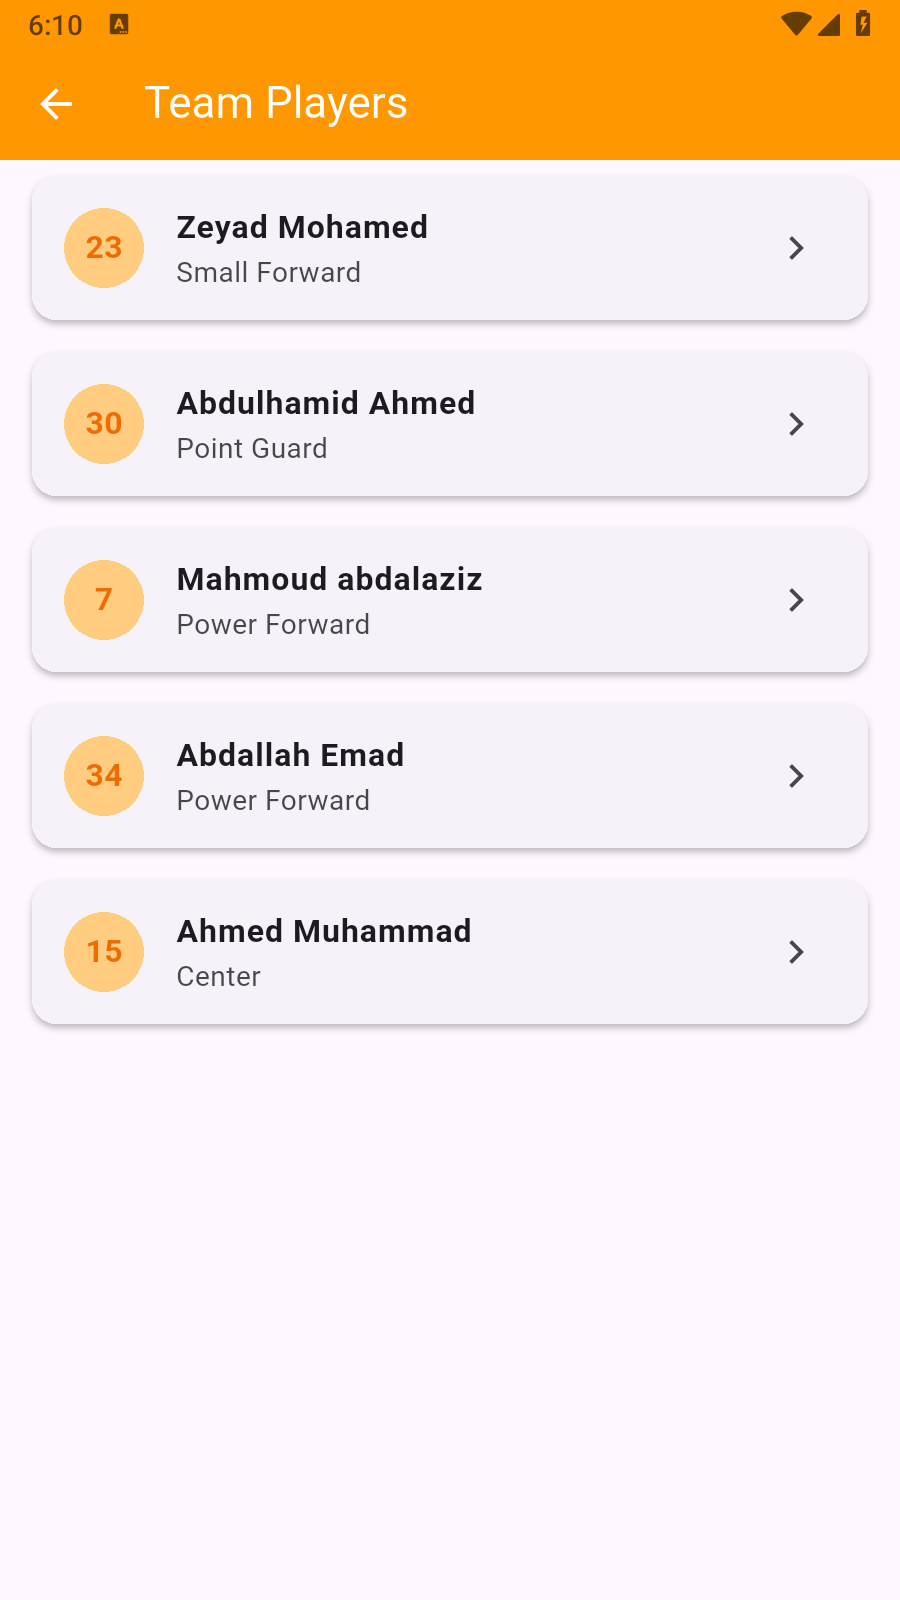 6:10
A
Team Players
23
Zeyad Mohamed
Small Forward
30
Abdulhamid Ahmed
Point Guard
7
Mahmoud abdalaziz
Power Forward
34
Abdallah Emad
Power Forward
15
Ahmed Muhammad
Center